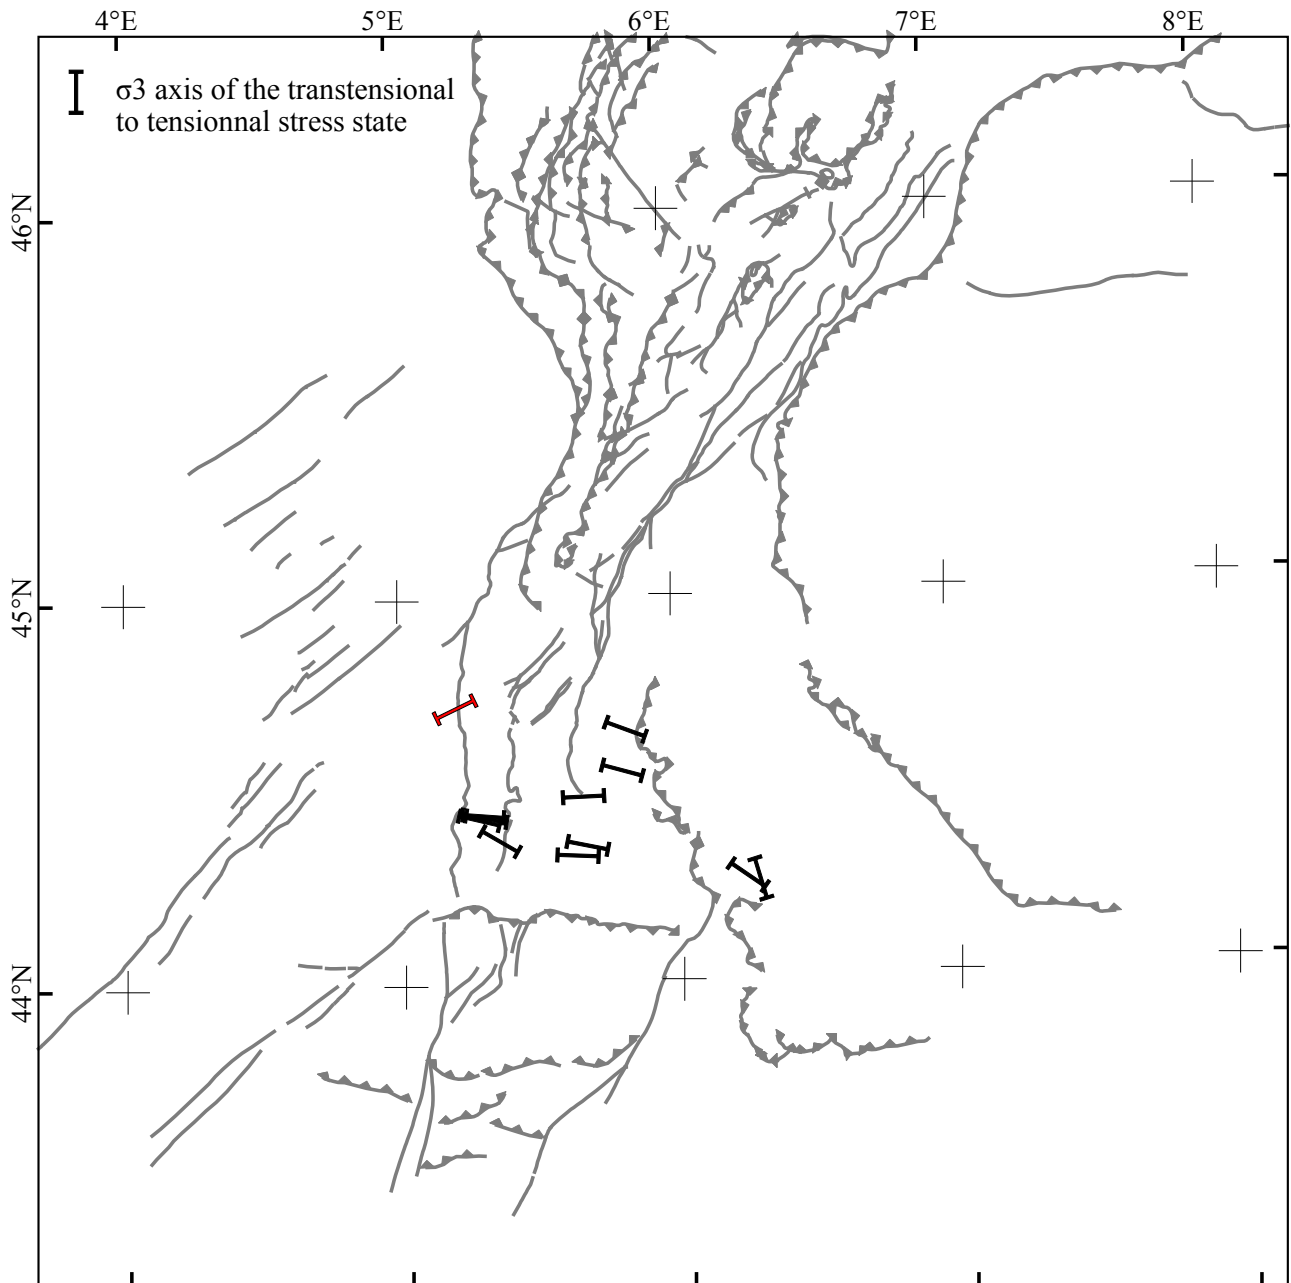 4°E 5°E 6°E 7°E 8°E
σ3 axis of the transtensional
to tensionnal stress state
46°N
45°N
44°N